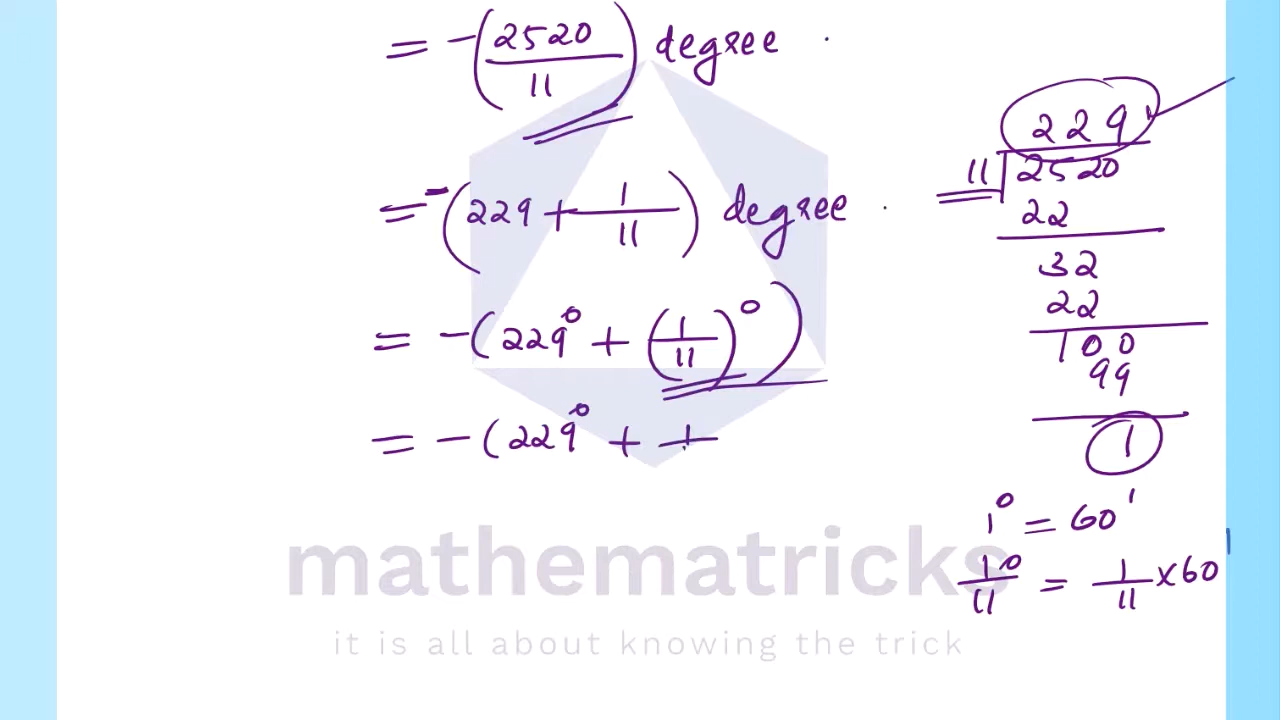 = -(2520/11) degree .
= -(229 + 1/11) degree .
= -(229° + (1/11)°)
= -(229° + 1
229
11 2520
22
32
22
100
99
1
1° = 60'
1°/11 = 1/11 × 60
mathematricks
it is all about knowing the trick